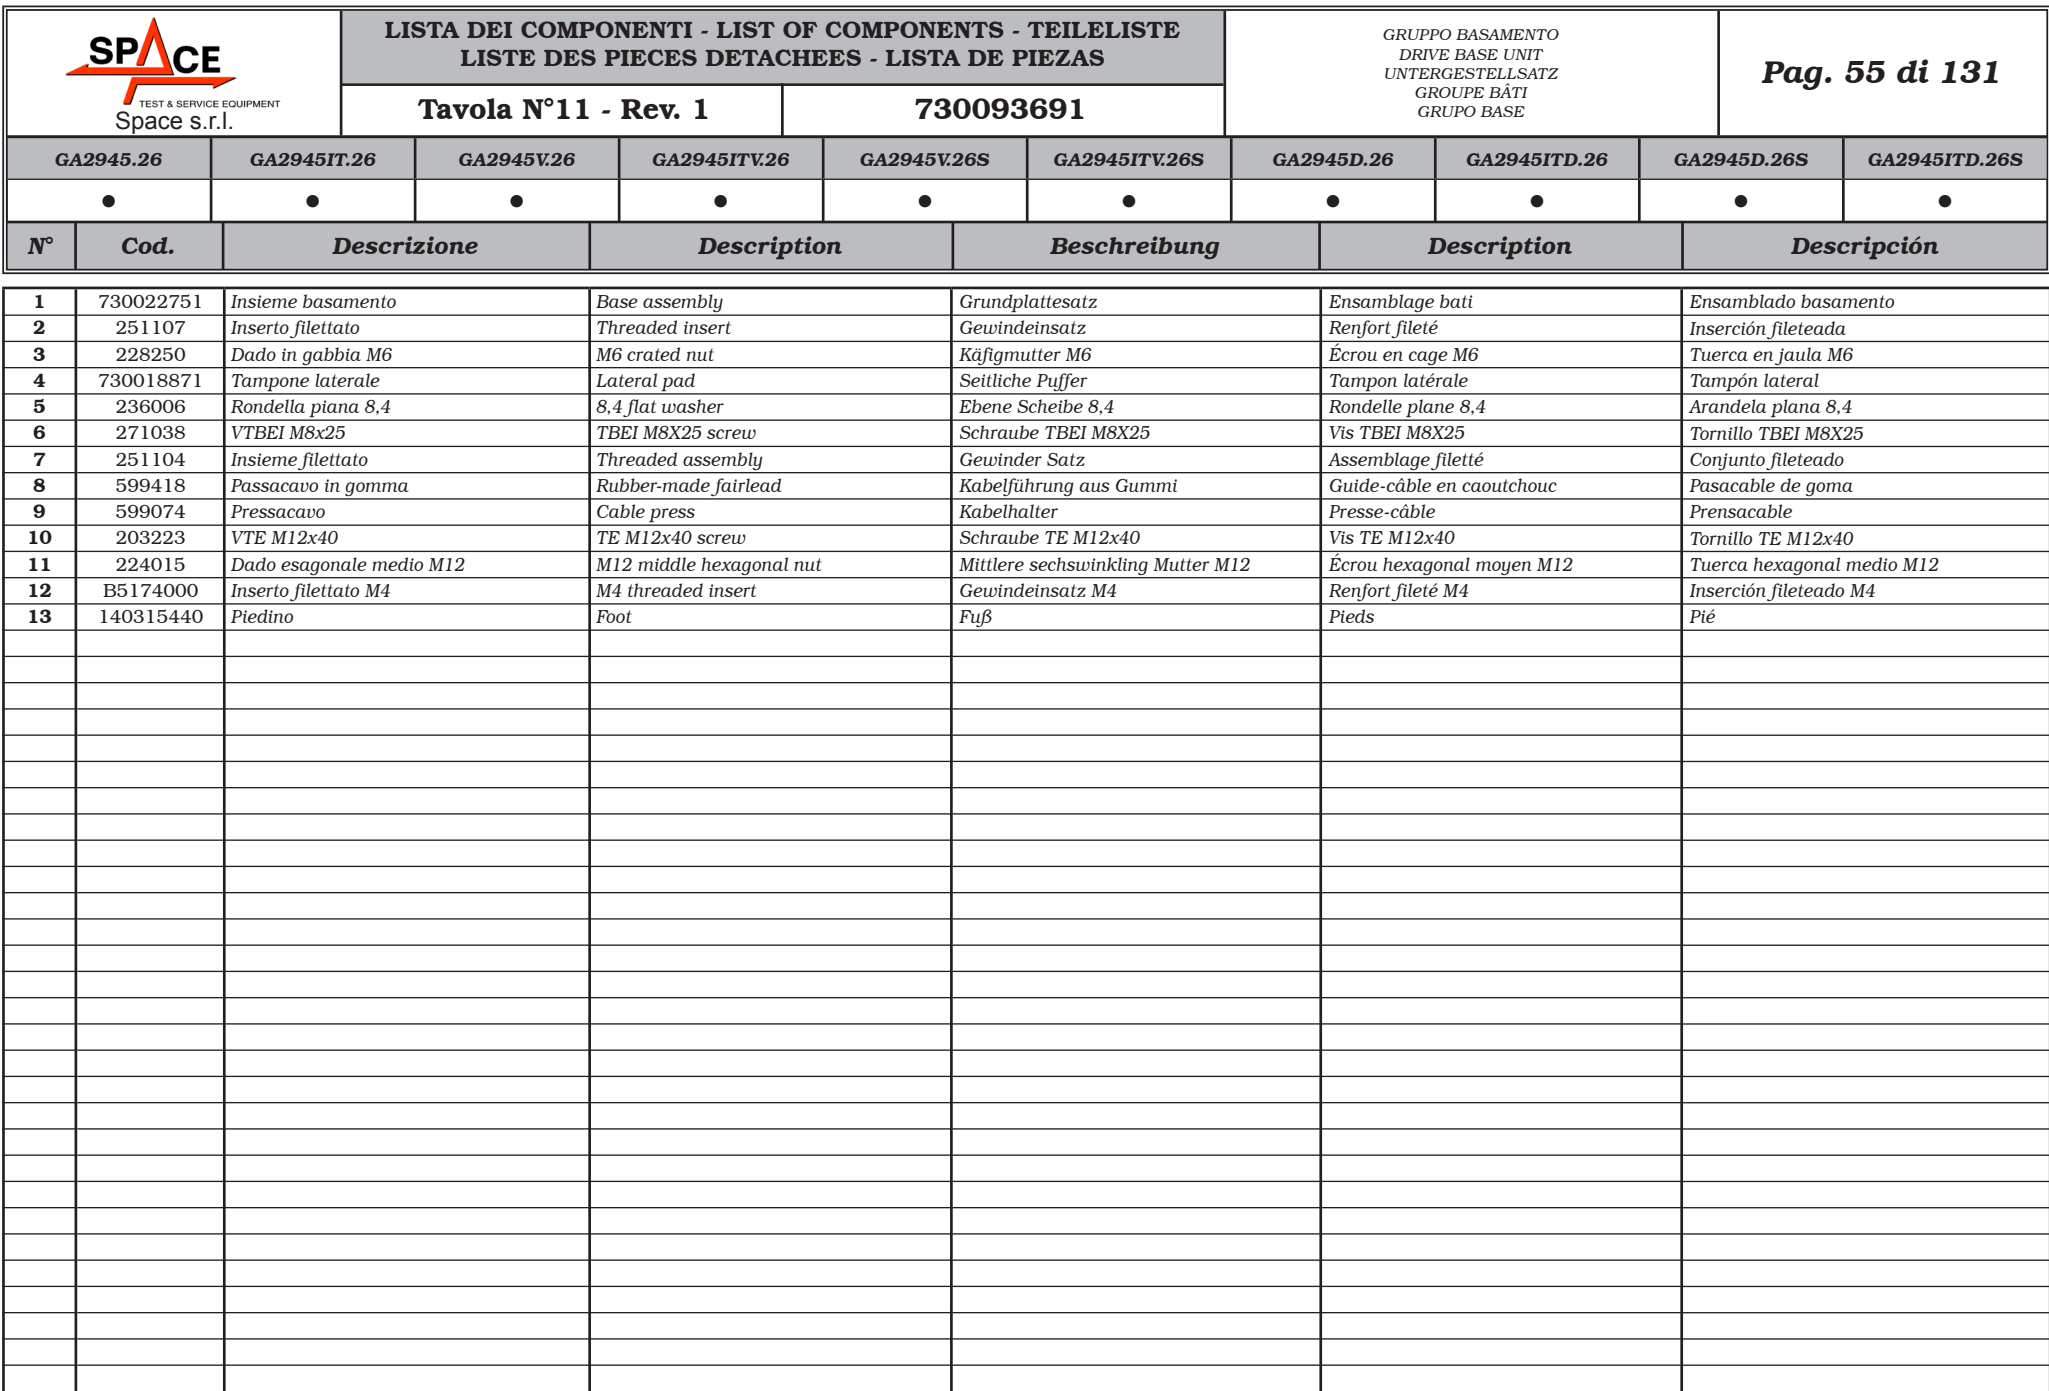 SPACE
TEST & SERVICE EQUIPMENT
Space s.r.l.
LISTA DEI COMPONENTI - LIST OF COMPONENTS - TEILELISTE
LISTE DES PIECES DETACHEES - LISTA DE PIEZAS
Tavola N°11 - Rev. 1 730093691
GRUPPO BASAMENTO
DRIVE BASE UNIT
UNTERGESTELLSATZ
GROUPE BÂTI
GRUPO BASE
Pag. 55 di 131
GA2945.26 GA2945IT.26 GA2945V.26 GA2945ITV.26 GA2945V.26S GA2945ITV.26S GA2945D.26 GA2945ITD.26 GA2945D.26S GA2945ITD.26S
● ● ● ● ● ● ● ● ● ●
N° Cod. Descrizione Description Beschreibung Description Descripción
1 730022751 Insieme basamento Base assembly Grundplattesatz Ensamblage bati Ensamblado basamento
2 251107 Inserto filettato Threaded insert Gewindeinsatz Renfort fileté Inserción fileteada
3 228250 Dado in gabbia M6 M6 crated nut Käfigmutter M6 Écrou en cage M6 Tuerca en jaula M6
4 730018871 Tampone laterale Lateral pad Seitliche Puffer Tampon latérale Tampón lateral
5 236006 Rondella piana 8,4 8,4 flat washer Ebene Scheibe 8,4 Rondelle plane 8,4 Arandela plana 8,4
6 271038 VTBEI M8x25 TBEI M8X25 screw Schraube TBEI M8X25 Vis TBEI M8X25 Tornillo TBEI M8X25
7 251104 Insieme filettato Threaded assembly Gewinder Satz Assemblage filetté Conjunto fileteado
8 599418 Passacavo in gomma Rubber-made fairlead Kabelführung aus Gummi Guide-câble en caoutchouc Pasacable de goma
9 599074 Pressacavo Cable press Kabelhalter Presse-câble Prensacable
10 203223 VTE M12x40 TE M12x40 screw Schraube TE M12x40 Vis TE M12x40 Tornillo TE M12x40
11 224015 Dado esagonale medio M12 M12 middle hexagonal nut Mittlere sechswinkling Mutter M12 Écrou hexagonal moyen M12 Tuerca hexagonal medio M12
12 B5174000 Inserto filettato M4 M4 threaded insert Gewindeinsatz M4 Renfort fileté M4 Inserción fileteado M4
13 140315440 Piedino Foot Fuß Pieds Pié